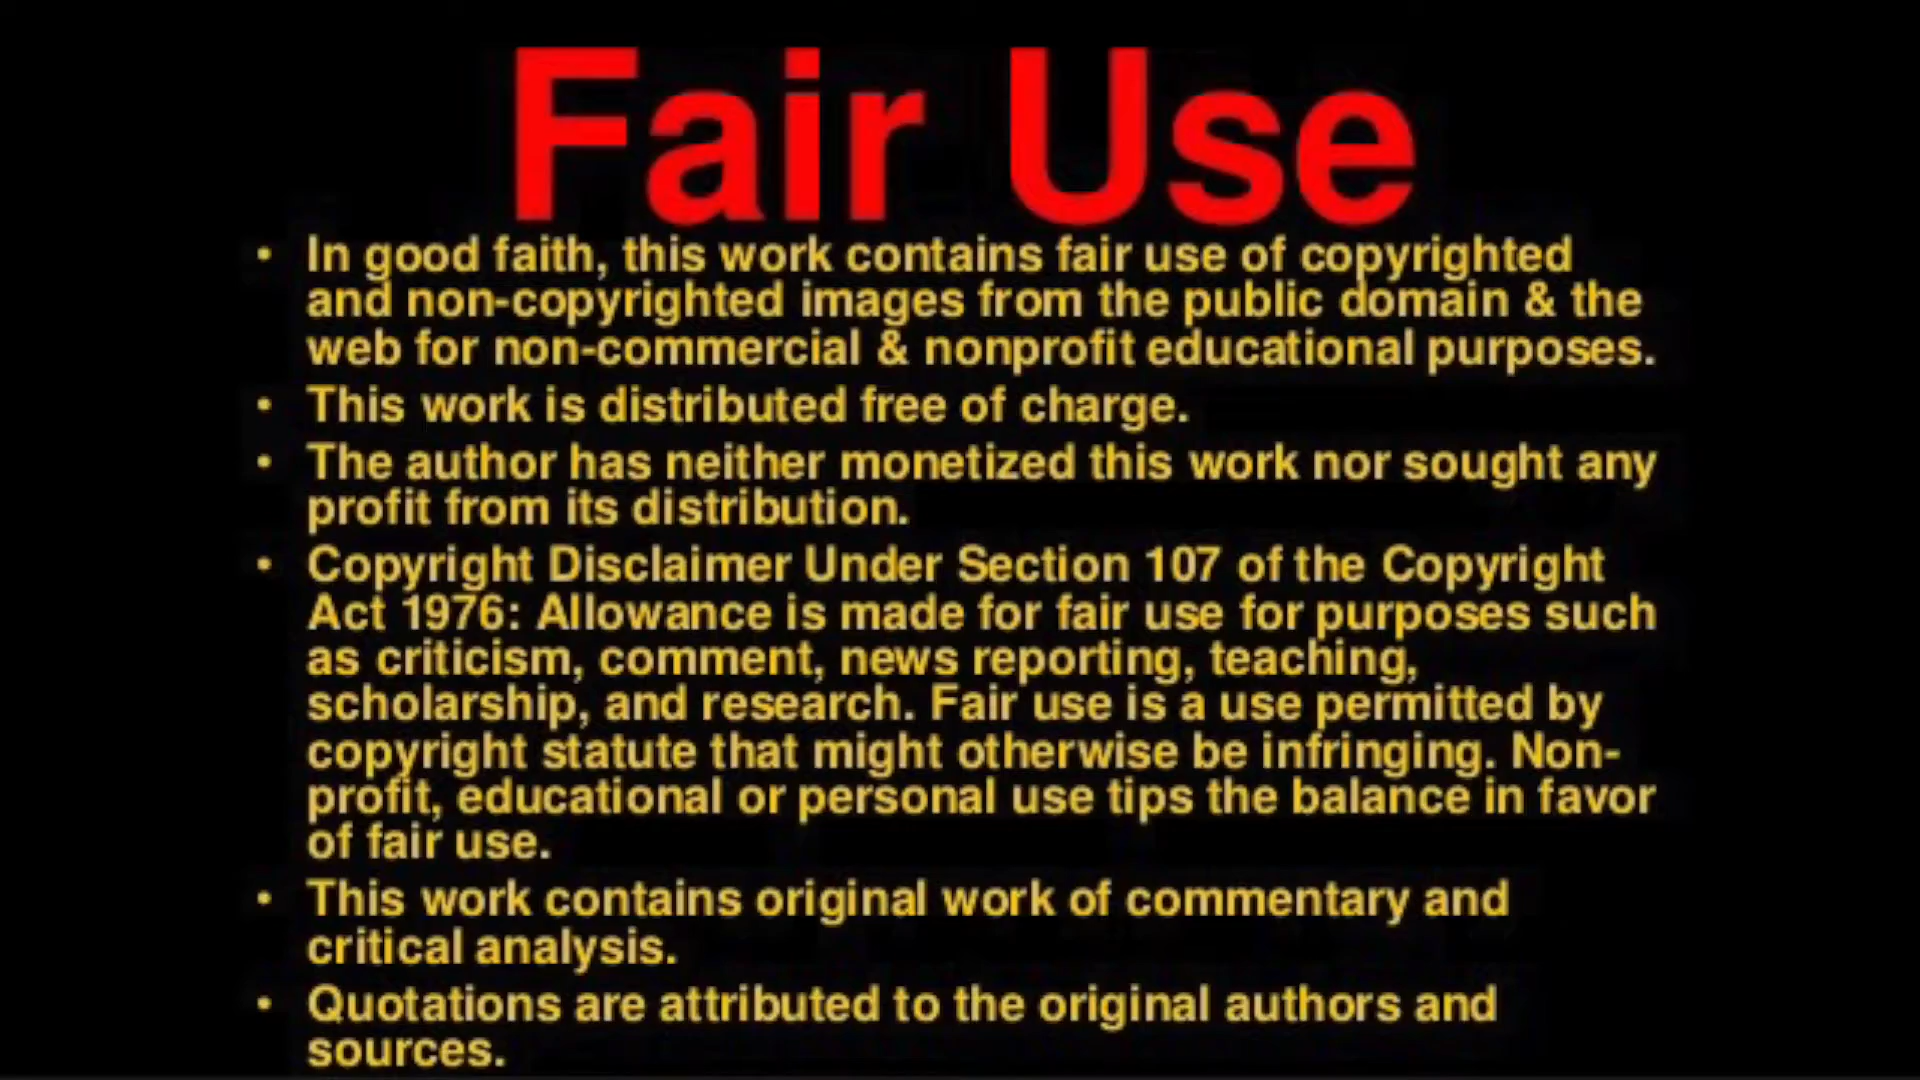 Fair Use
• In good faith, this work contains fair use of copyrighted
and non-copyrighted images from the public domain & the
web for non-commercial & nonprofit educational purposes.
• This work is distributed free of charge.
• The author has neither monetized this work nor sought any
profit from its distribution.
• Copyright Disclaimer Under Section 107 of the Copyright
Act 1976: Allowance is made for fair use for purposes such
as criticism, comment, news reporting, teaching,
scholarship, and research. Fair use is a use permitted by
copyright statute that might otherwise be infringing. Non-
profit, educational or personal use tips the balance in favor
of fair use.
• This work contains original work of commentary and
critical analysis.
• Quotations are attributed to the original authors and
sources.